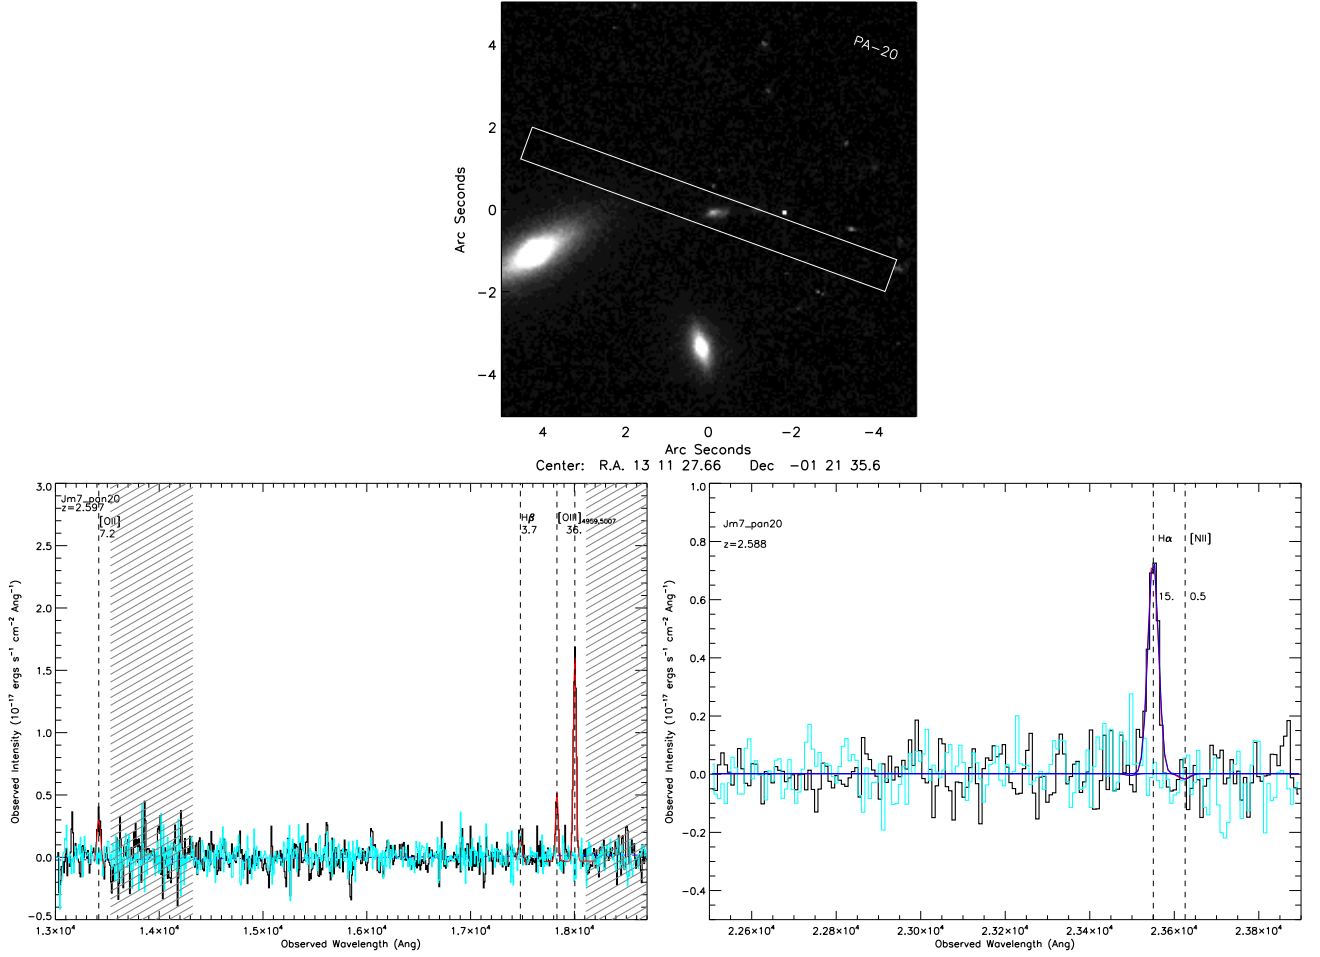 PA-20
4
2
0
-2
-4
Arc Seconds
4 2 0 -2 -4
Arc Seconds
Center: R.A. 13 11 27.66 Dec -01 21 35.6
Jm7_pan20
z=2.597
[OII]
7.2
Hβ
3.7
[OIII]4959,5007
36.
3.0
2.5
2.0
1.5
1.0
0.5
0.0
-0.5
Observed Intensity (10⁻¹⁷ ergs s⁻¹ cm⁻² Ang⁻¹)
1.3×10⁴ 1.4×10⁴ 1.5×10⁴ 1.6×10⁴ 1.7×10⁴ 1.8×10⁴
Observed Wavelength (Ang)
Jm7_pan20
z=2.588
Hα [NII]
15. 0.5
1.0
0.8
0.6
0.4
0.2
0.0
-0.2
-0.4
Observed Intensity (10⁻¹⁷ ergs s⁻¹ cm⁻² Ang⁻¹)
2.26×10⁴ 2.28×10⁴ 2.30×10⁴ 2.32×10⁴ 2.34×10⁴ 2.36×10⁴ 2.38×10⁴
Observed Wavelength (Ang)